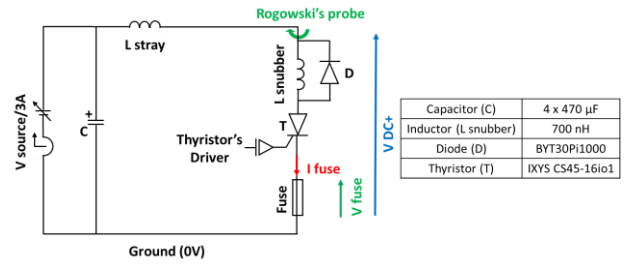 Rogowski's probe
L stray
L snubber
D
V source/3A
+
C
T
Thyristor's
Driver
I fuse
Fuse
V fuse
V DC+
Ground (0V)
Capacitor (C) 4 x 470 µF
Inductor (L snubber) 700 nH
Diode (D) BYT30Pi1000
Thyristor (T) IXYS CS45-16io1